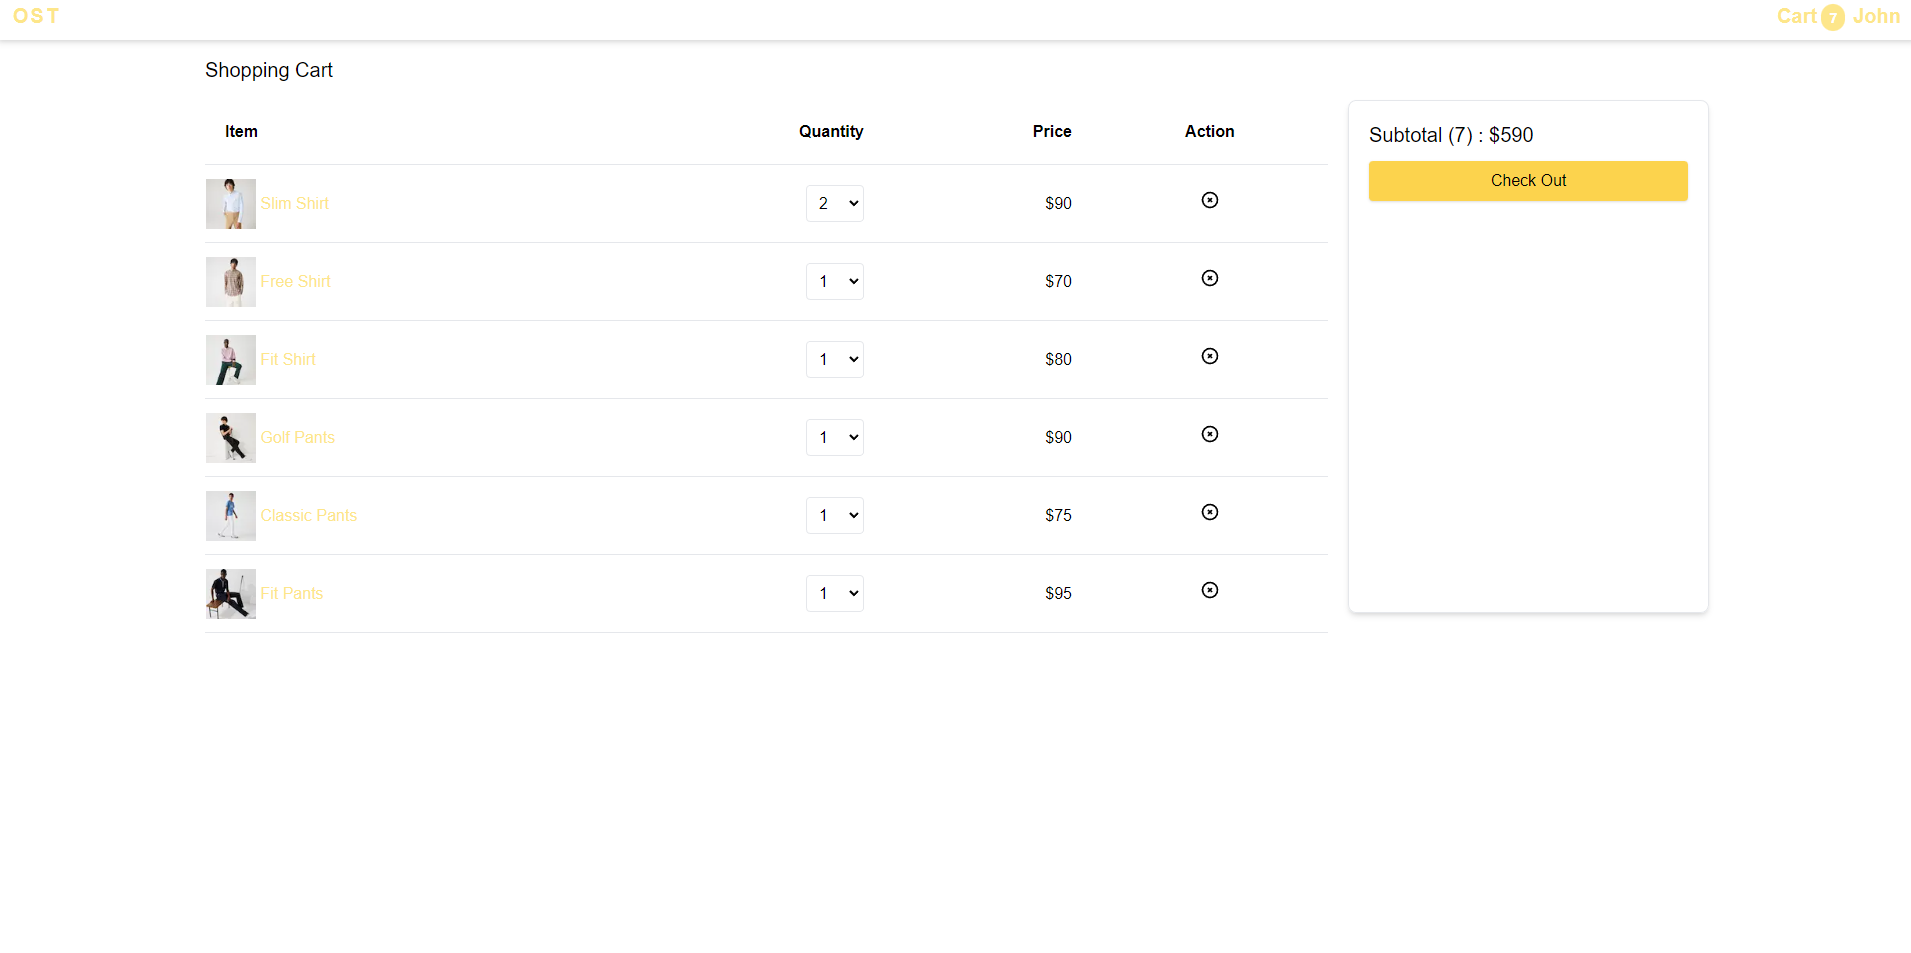 OST
Cart 7 John
Shopping Cart
Item Quantity Price Action
Slim Shirt 2 $90
Free Shirt 1 $70
Fit Shirt 1 $80
Golf Pants 1 $90
Classic Pants 1 $75
Fit Pants 1 $95
Subtotal (7) : $590
Check Out